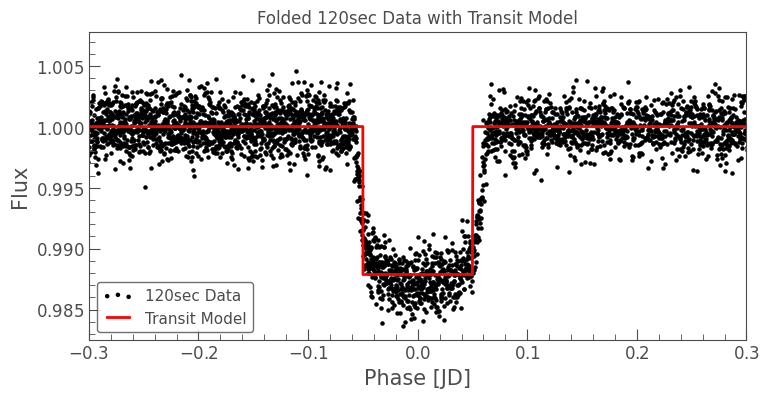 Folded 120sec Data with Transit Model
Flux
1.005
1.000
0.995
0.990
0.985
120sec Data
Transit Model
−0.3 −0.2 −0.1 0.0 0.1 0.2 0.3
Phase [JD]